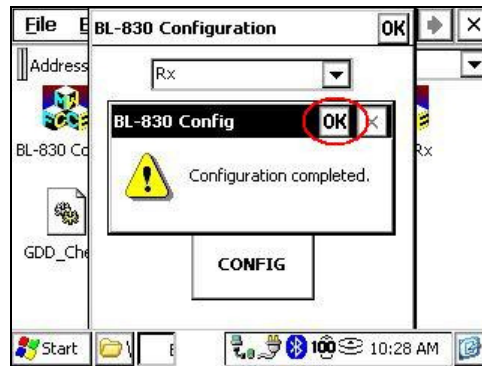 File
BL-830 Configuration
OK
Address
Rx
BL-830 Config
OK
BL-830 Co
Rx
Configuration completed.
GDD_Che
CONFIG
Start
\
100
10:28 AM